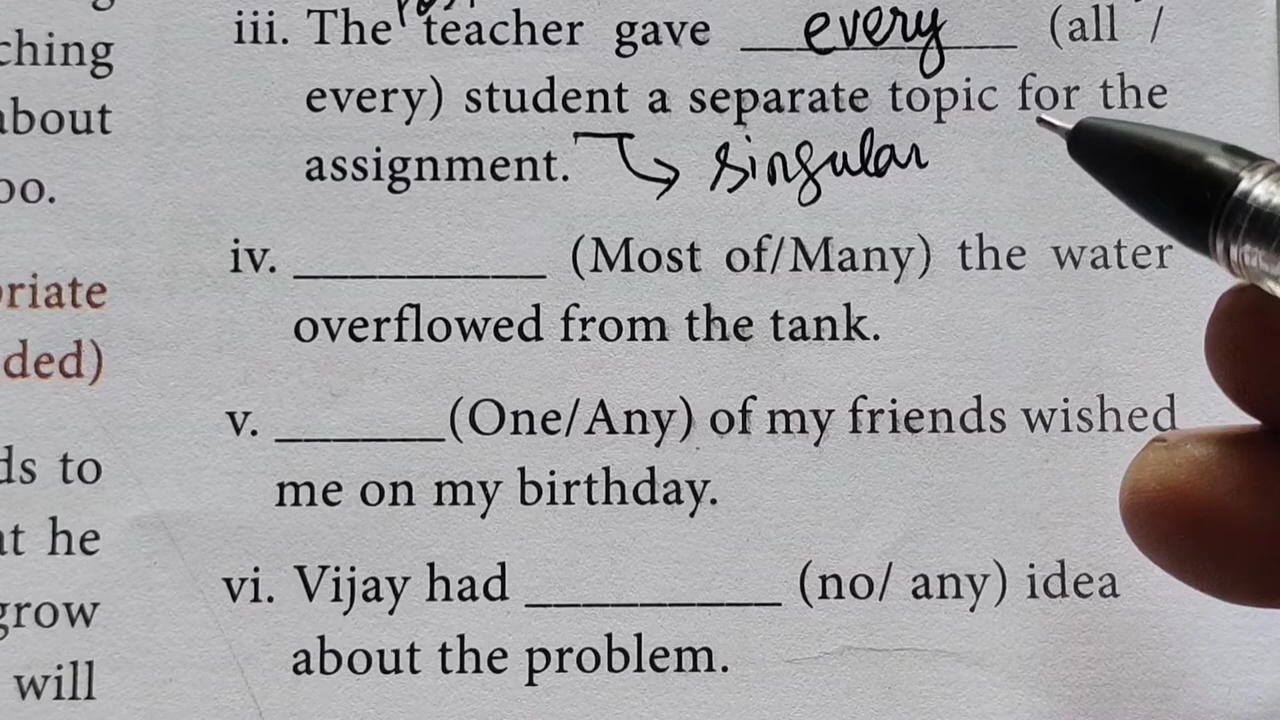 iii. The teacher gave every (all /
ching
every) student a separate topic for the
about
assignment. singular
oo.
iv. __________ (Most of/Many) the water
riate
overflowed from the tank.
ded)
v. _______(One/Any) of my friends wished
ds to
me on my birthday.
at he
vi. Vijay had __________ (no/ any) idea
grow
about the problem.
will